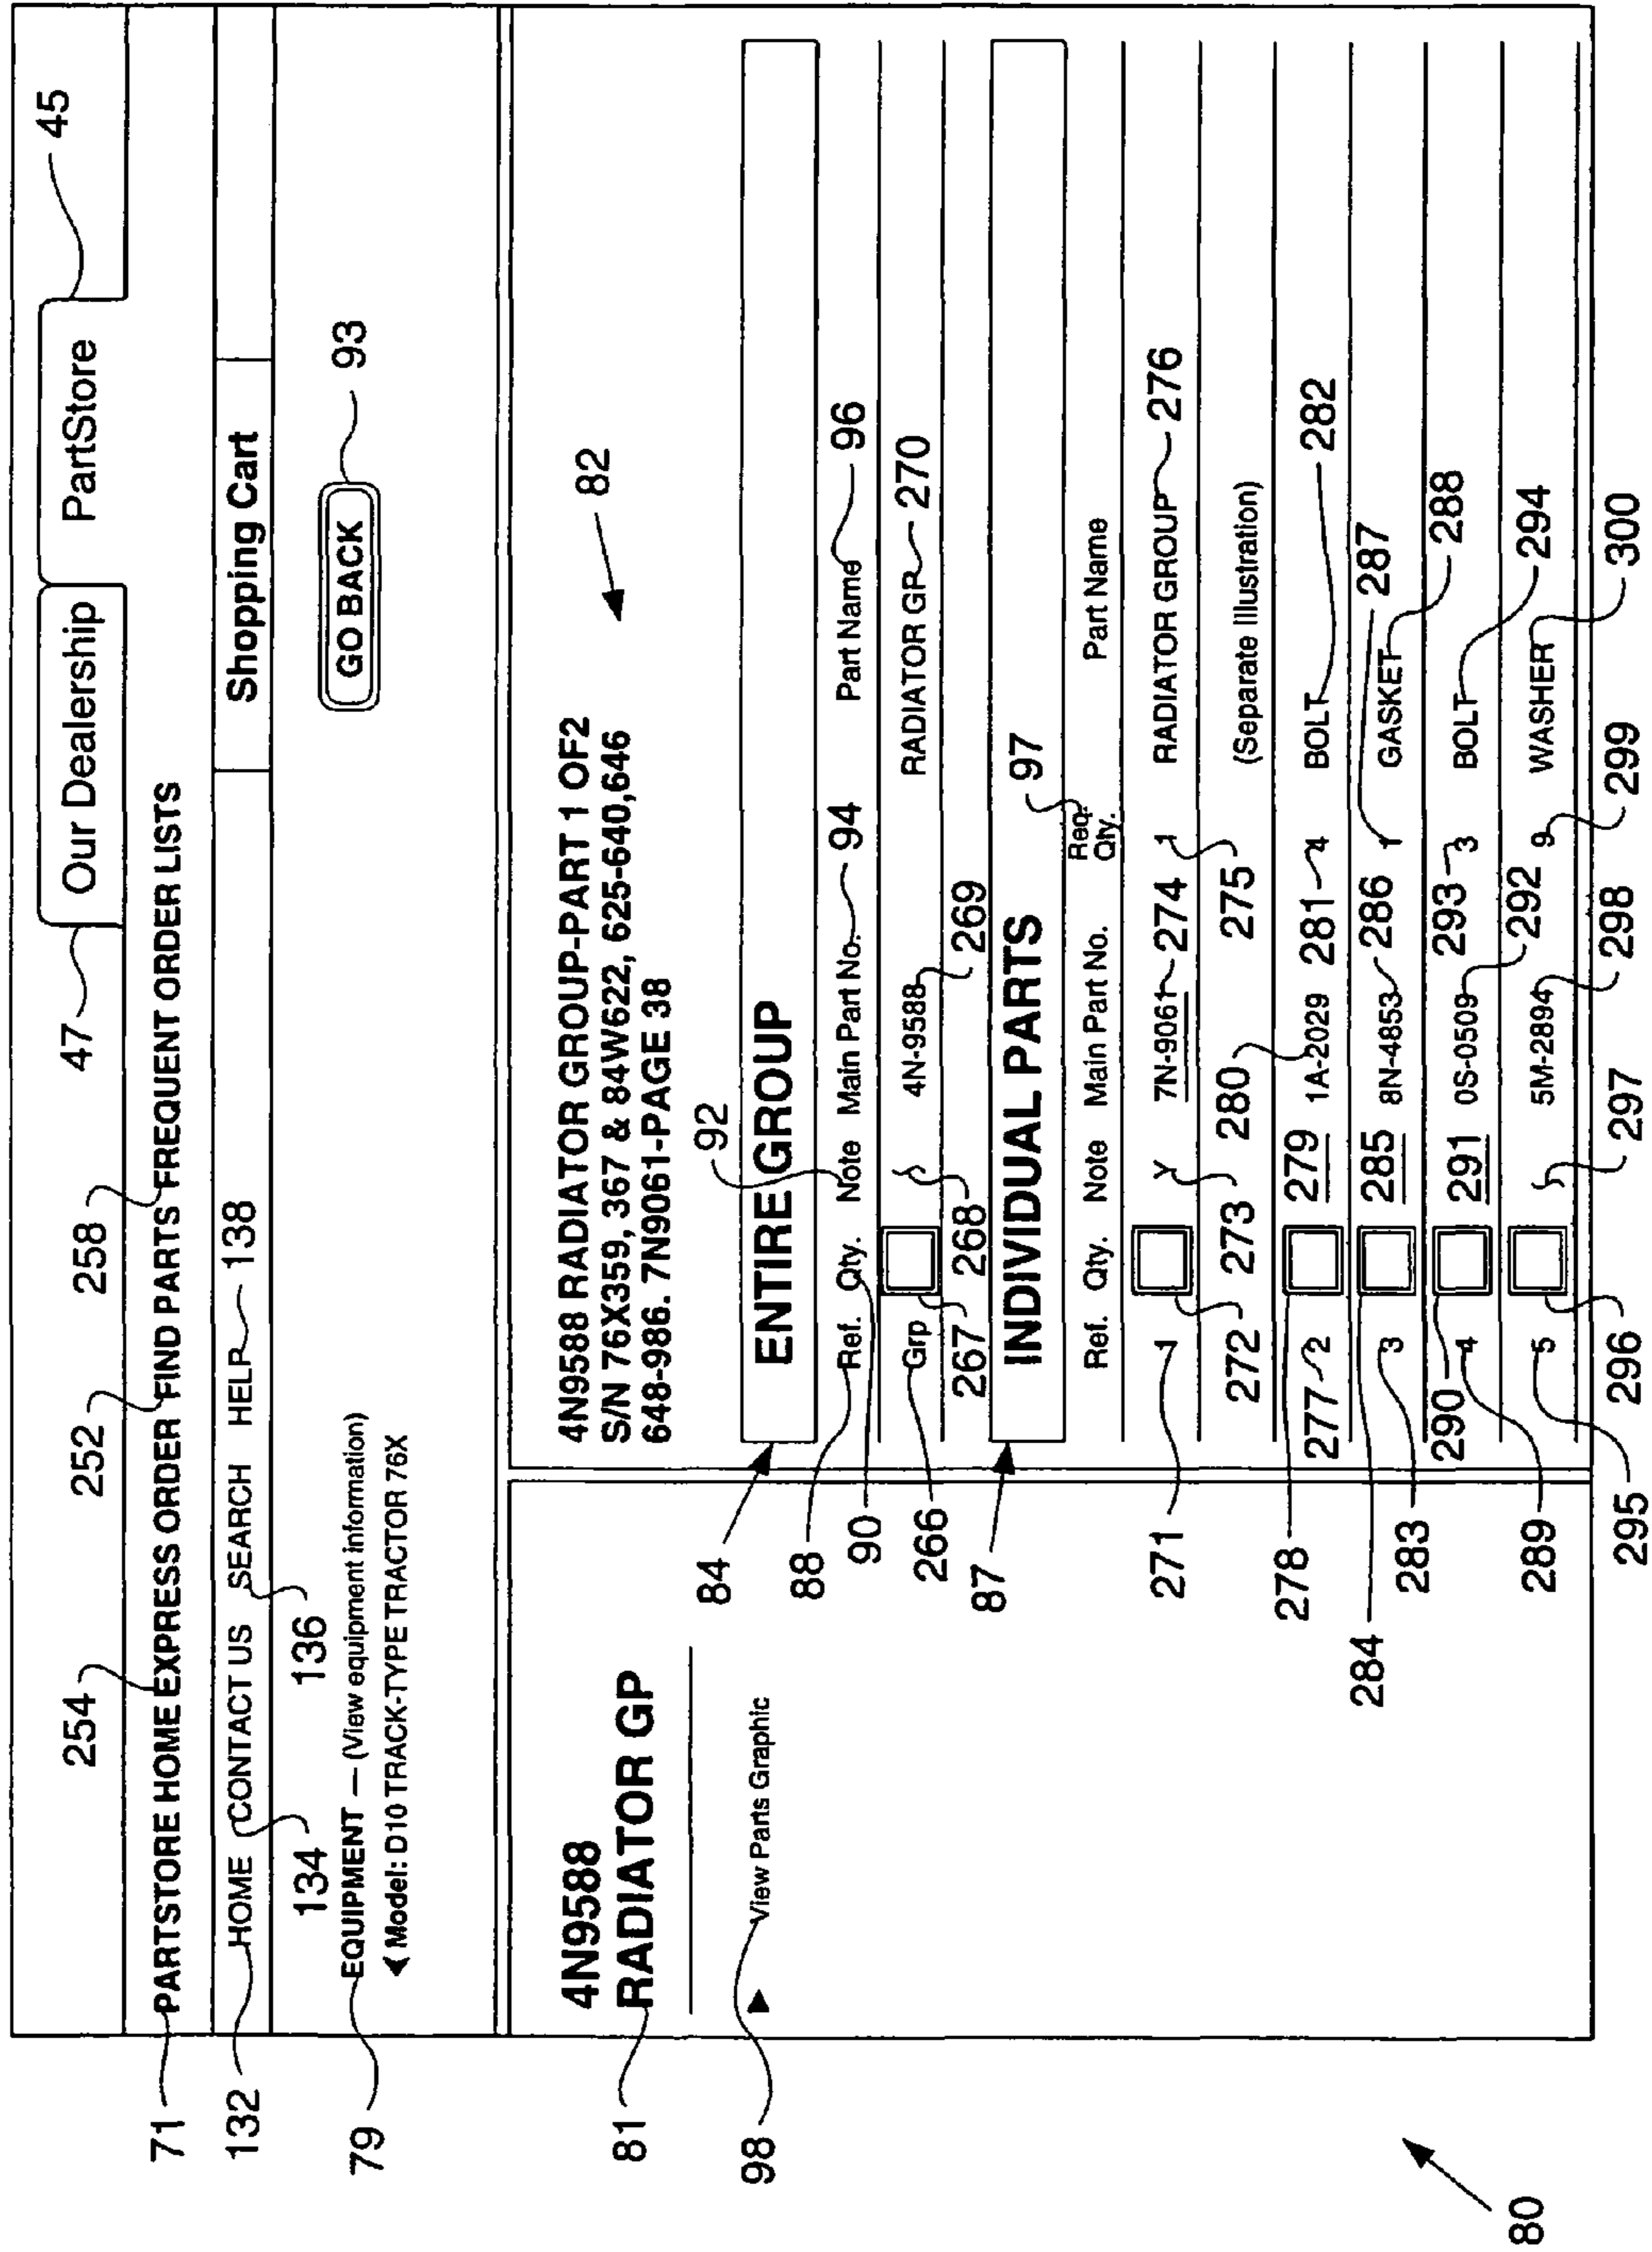 47 Our Dealership PartStore 45
254 252 258
71 PARTSTORE HOME EXPRESS ORDER FIND PARTS FREQUENT ORDER LISTS
132 HOME CONTACT US SEARCH HELP 138 Shopping Cart
134 136
79 EQUIPMENT — (View equipment information) GO BACK 93
Model: D10 TRACK-TYPE TRACTOR 76X
81 4N9588
RADIATOR GP
98 View Parts Graphic
4N9588 RADIATOR GROUP-PART 1 OF2 82
S/N 76X359, 367 & 84W622, 625-640,646
648-986. 7N9061-PAGE 38
92
84 ENTIRE GROUP
88 Ref. Qty. Note Main Part No. 94 Part Name 96
90
266 Grp 4N-9588 RADIATOR GP 270
267 268 269
87 INDIVIDUAL PARTS 97
Ref. Qty. Note Main Part No. Req. Qty. Part Name
271 1 Y 7N-9061 274 1 RADIATOR GROUP 276
272 273 280 275 (Separate Illustration)
278 277 2 279 1A-2029 281 4 BOLT 282
284 283 3 285 8N-4853 286 1 GASKET 287 288
290 4 291 0S-0509 293 3 BOLT 294
289 292
5 5M-2894 9 WASHER 300
295 296 297 298 299
80